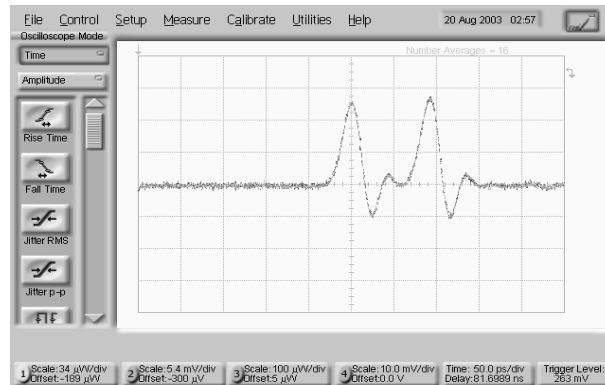 File Control Setup Measure Calibrate Utilities Help 20 Aug 2003 02:57
Oscilloscope Mode
Time
Number Averages = 16
Amplitude
Rise Time
Fall Time
Jitter RMS
Jitter p-p
1 Scale:34 µW/div
Offset:-189 µW
2 Scale:5.4 mV/div
Offset:-300 µV
3 Scale:100 µW/div
Offset:5 µW
4 Scale:10.0 mV/div
Offset:0.0 V
Time: 50.0 ps/div
Delay:81.6989 ns
Trigger Level:
263 mV